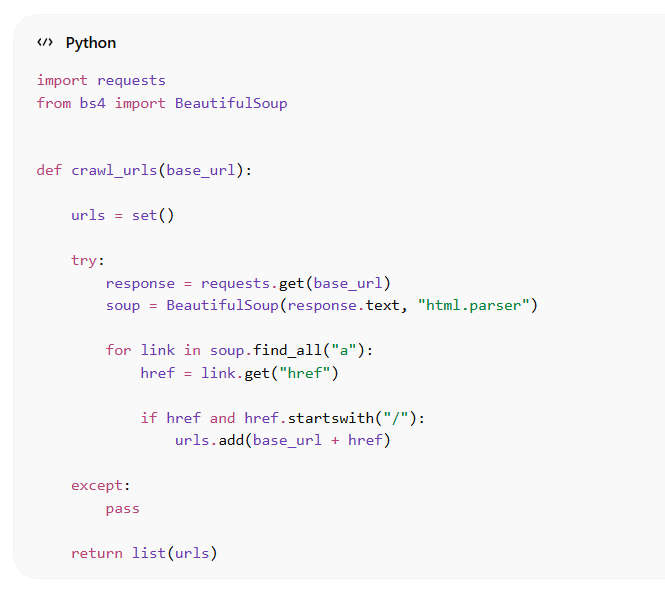 </> Python
import requests
from bs4 import BeautifulSoup
def crawl_urls(base_url):
    urls = set()
    try:
        response = requests.get(base_url)
        soup = BeautifulSoup(response.text, "html.parser")
        for link in soup.find_all("a"):
            href = link.get("href")
            if href and href.startswith("/"):
                urls.add(base_url + href)
    except:
        pass
    return list(urls)